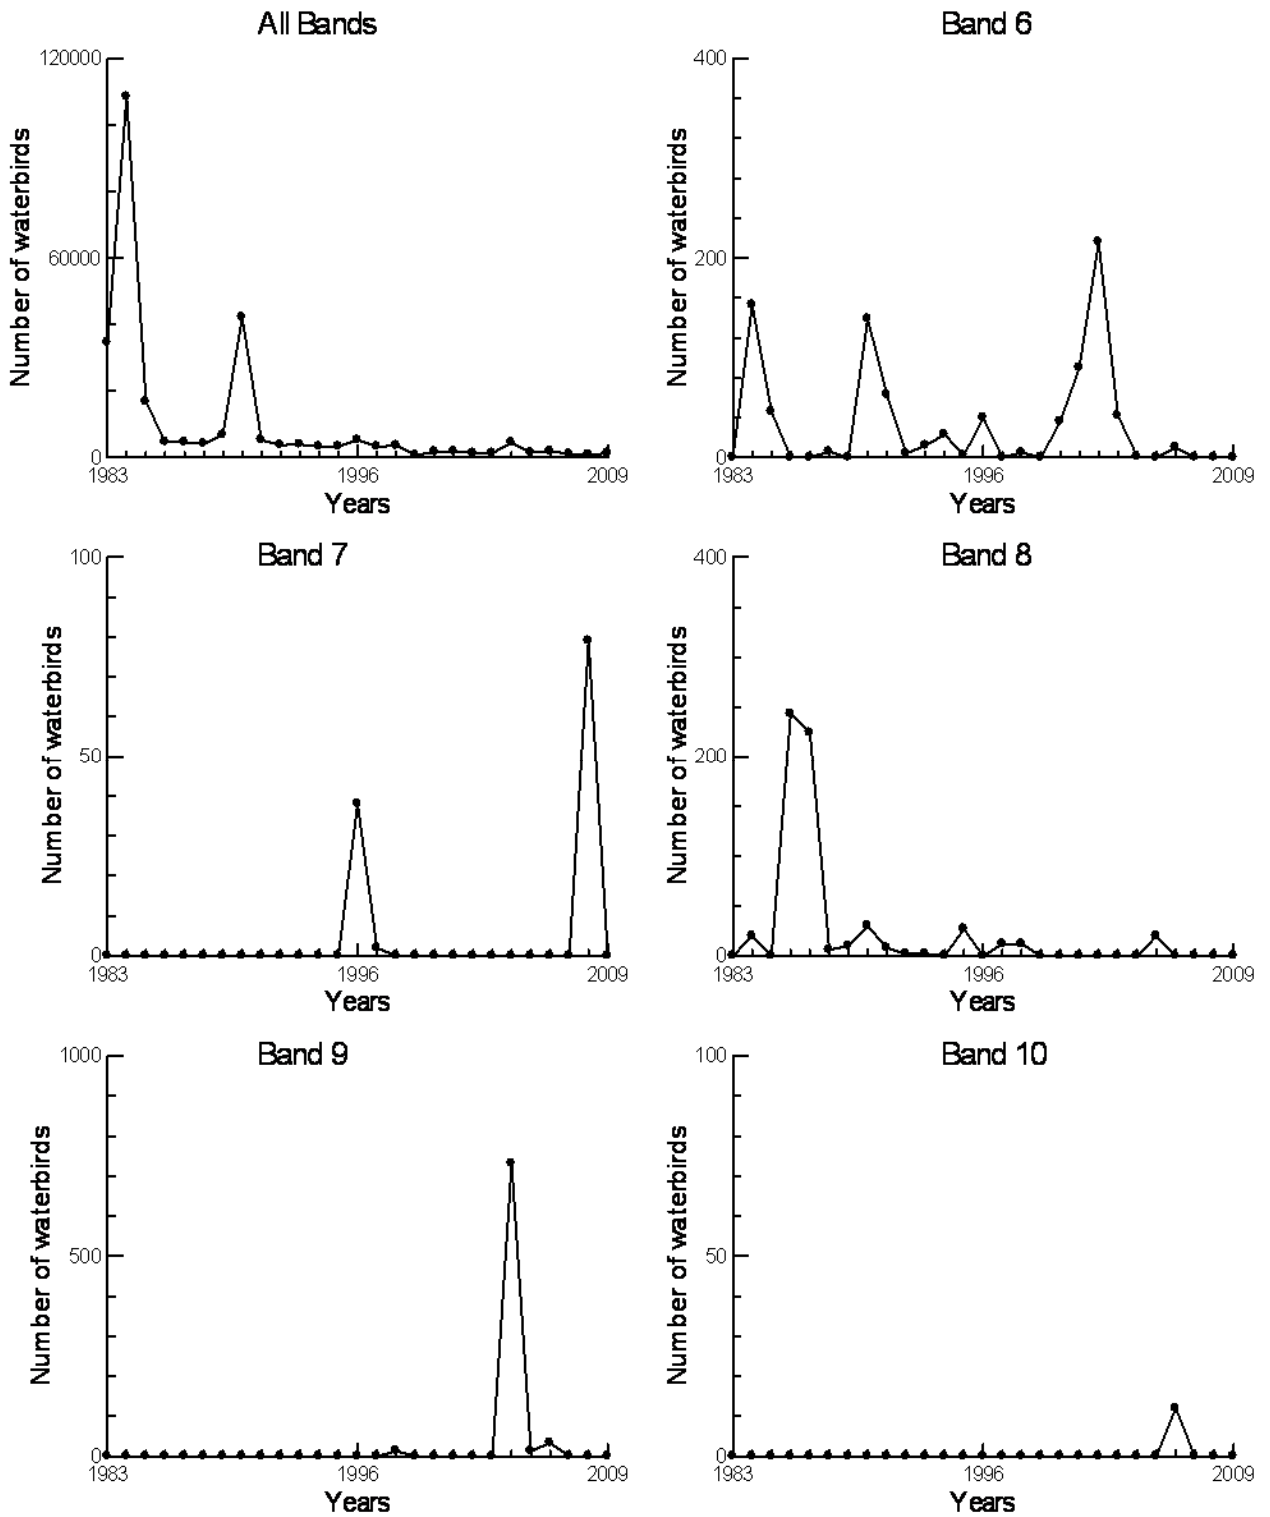 All Bands
Number of waterbirds
120000
60000
0
1983
1996
2009
Years
Band 6
Number of waterbirds
400
200
0
1983
1996
2009
Years
Band 7
Number of waterbirds
100
50
0
1983
1996
2009
Years
Band 8
Number of waterbirds
400
200
0
1983
1996
2009
Years
Band 9
Number of waterbirds
1000
500
0
1983
1996
2009
Years
Band 10
Number of waterbirds
100
50
0
1983
1996
2009
Years